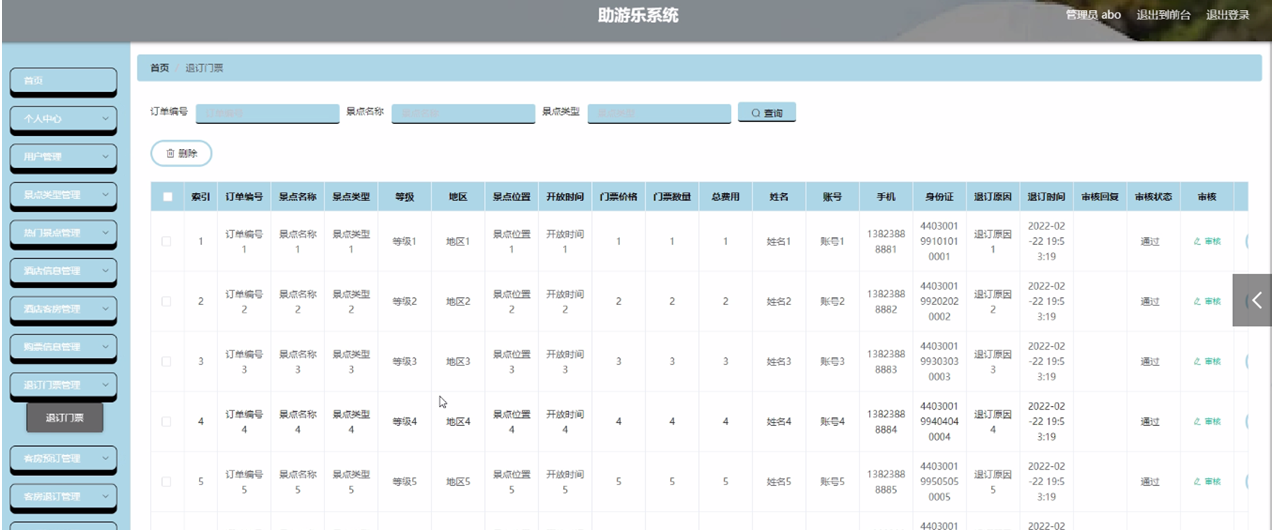 助游乐系统
管理员 abo 退出到前台 退出登录
首页
个人中心
用户管理
景点类型管理
热门景点管理
酒店信息管理
酒店客房管理
购票信息管理
退订门票管理
退订门票
客房预订管理
客房退订管理
首页 / 退订门票
订单编号 订单编号 景点名称 景点名称 景点类型 景点类型 查询
删除
索引 订单编号 景点名称 景点类型 等级 地区 景点位置 开放时间 门票价格 门票数量 总费用 姓名 账号 手机 身份证 退订原因 退订时间 审核回复 审核状态 审核
1 订单编号1 景点名称1 景点类型1 等级1 地区1 景点位置1 开放时间1 1 1 1 姓名1 账号1 13823888881 440300199101010001 退订原因1 2022-02-22 19:53:19 通过 审核
2 订单编号2 景点名称2 景点类型2 等级2 地区2 景点位置2 开放时间2 2 2 2 姓名2 账号2 13823888882 440300199202020002 退订原因2 2022-02-22 19:53:19 通过 审核
3 订单编号3 景点名称3 景点类型3 等级3 地区3 景点位置3 开放时间3 3 3 3 姓名3 账号3 13823888883 440300199303030003 退订原因3 2022-02-22 19:53:19 通过 审核
4 订单编号4 景点名称4 景点类型4 等级4 地区4 景点位置4 开放时间4 4 4 4 姓名4 账号4 13823888884 440300199404040004 退订原因4 2022-02-22 19:53:19 通过 审核
5 订单编号5 景点名称5 景点类型5 等级5 地区5 景点位置5 开放时间5 5 5 5 姓名5 账号5 13823888885 440300199505050005 退订原因5 2022-02-22 19:53:19 通过 审核
4403001 2022-02